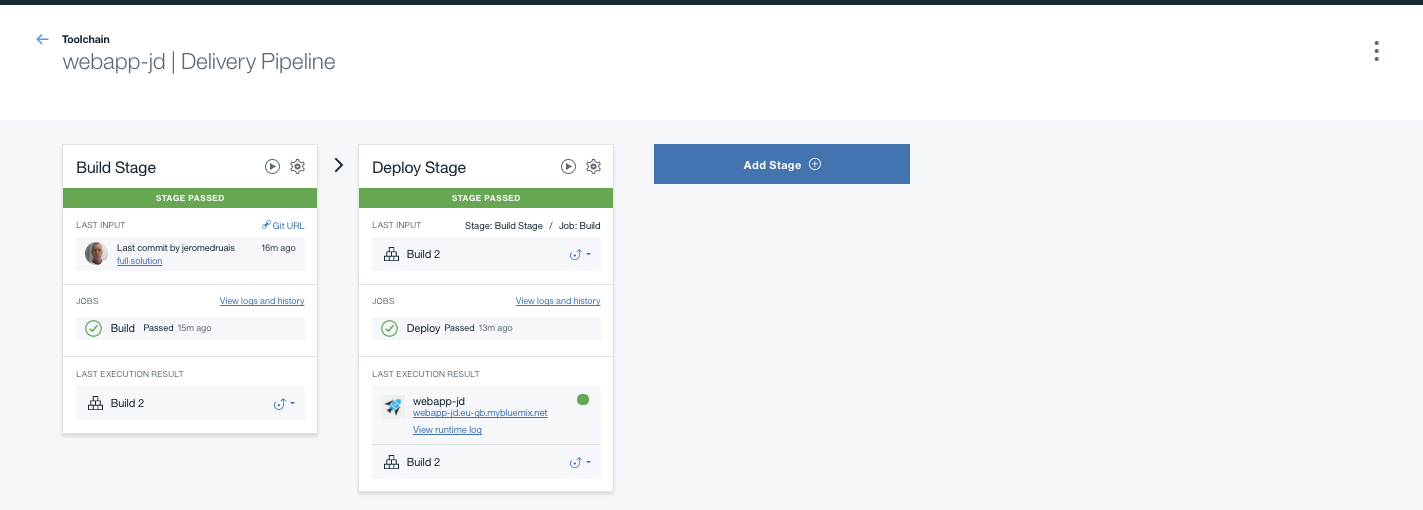 Toolchain
webapp-jd | Delivery Pipeline
Build Stage
STAGE PASSED
LAST INPUT Git URL
Last commit by jeromedruais 16m ago
full solution
JOBS View logs and history
Build Passed 15m ago
LAST EXECUTION RESULT
Build 2
Deploy Stage
STAGE PASSED
LAST INPUT Stage: Build Stage / Job: Build
Build 2
JOBS View logs and history
Deploy Passed 13m ago
LAST EXECUTION RESULT
webapp-jd
webapp-jd.eu-gb.mybluemix.net
View runtime log
Build 2
Add Stage